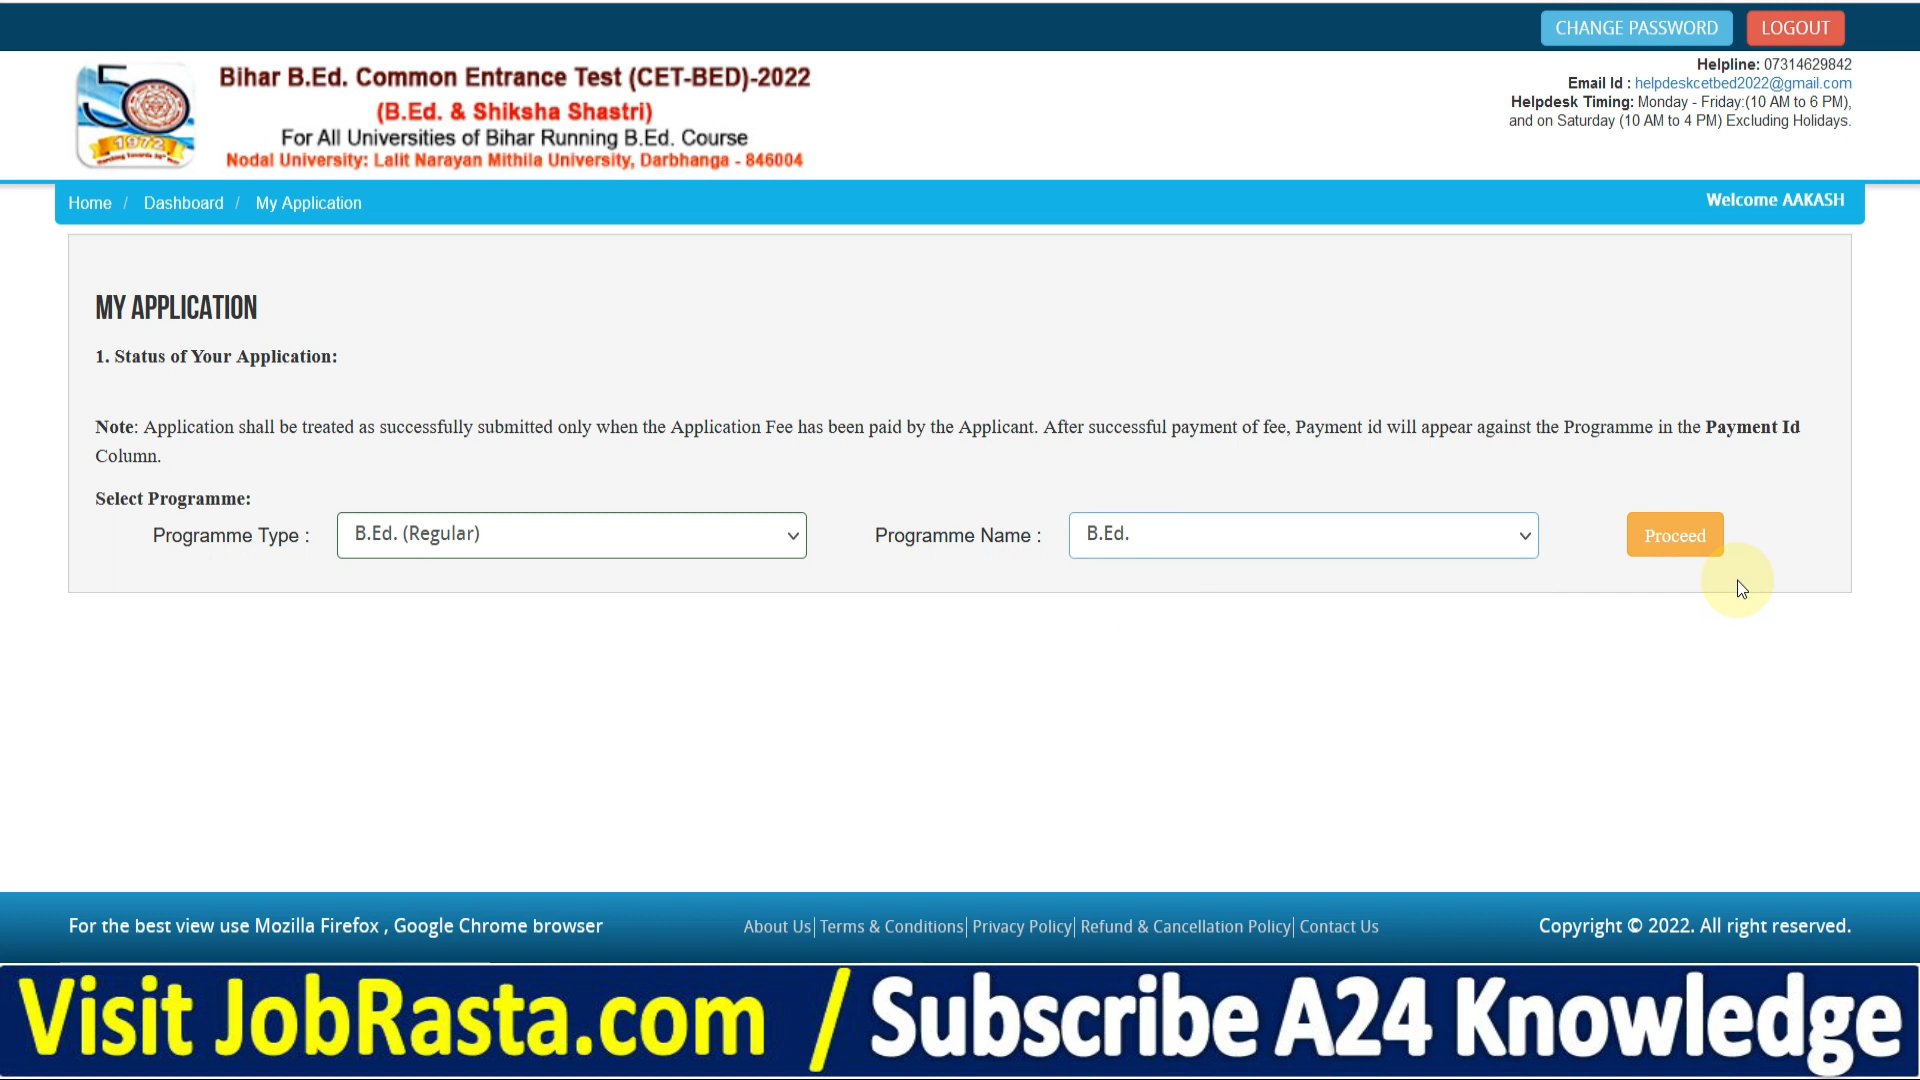 CHANGE PASSWORD
LOGOUT
Bihar B.Ed. Common Entrance Test (CET-BED)-2022
(B.Ed. & Shiksha Shastri)
For All Universities of Bihar Running B.Ed. Course
Nodal University: Lalit Narayan Mithila University, Darbhanga - 846004
1972
Helpline: 07314629842
Email Id : helpdeskcetbed2022@gmail.com
Helpdesk Timing: Monday - Friday:(10 AM to 6 PM),
and on Saturday (10 AM to 4 PM) Excluding Holidays.
Home / Dashboard / My Application
Welcome AAKASH
MY APPLICATION
1. Status of Your Application:
Note: Application shall be treated as successfully submitted only when the Application Fee has been paid by the Applicant. After successful payment of fee, Payment id will appear against the Programme in the Payment Id
Column.
Select Programme:
Programme Type : B.Ed. (Regular) Programme Name : B.Ed. Proceed
For the best view use Mozilla Firefox , Google Chrome browser
About Us| Terms & Conditions| Privacy Policy| Refund & Cancellation Policy| Contact Us
Copyright © 2022. All right reserved.
Visit JobRasta.com / Subscribe A24 Knowledge